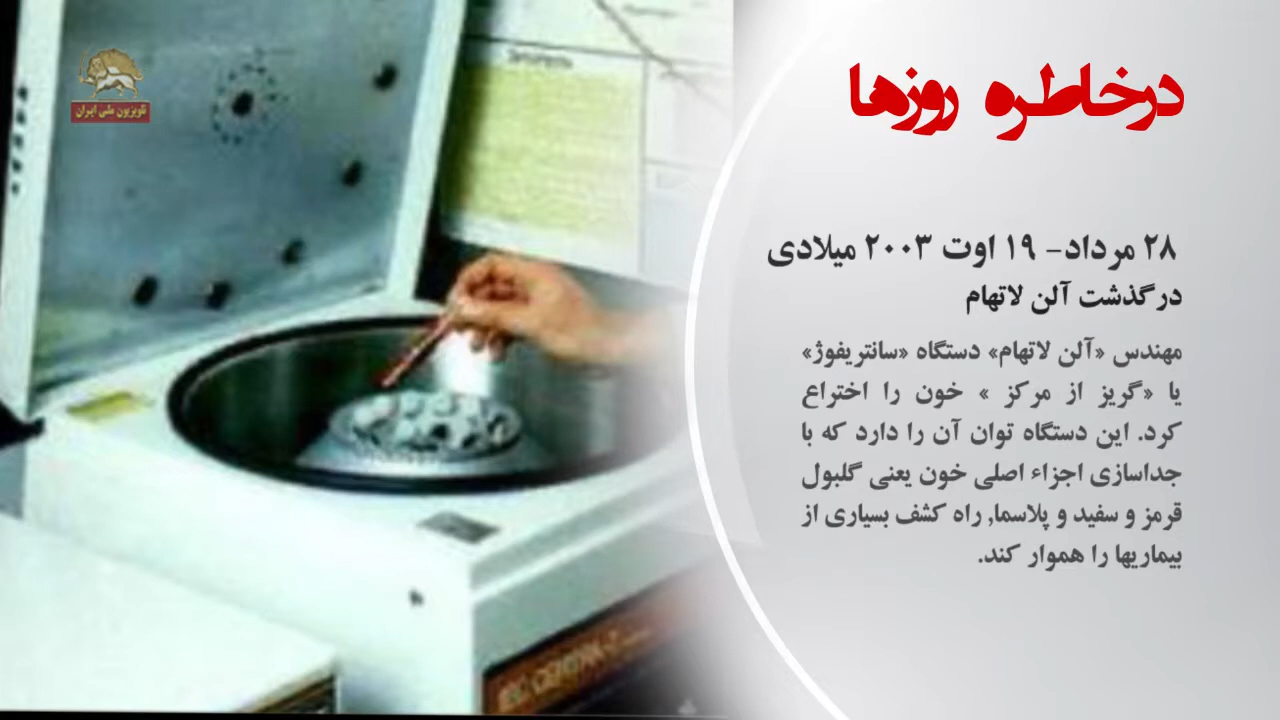 درخاطره روزها
۲۸ مرداد- ۱۹ اوت ۲۰۰۳ میلادی
درگذشت آلن لاتهام
مهندس «آلن لاتهام» دستگاه «سانتریفوژ»
یا «گریز از مرکز » خون را اختراع
کرد. این دستگاه توان آن را دارد که با
جداسازی اجزاء اصلی خون یعنی گلبول
قرمز و سفید و پلاسما, راه کشف بسیاری از
بیماریها را هموار کند.
تلویزیون ملی ایران